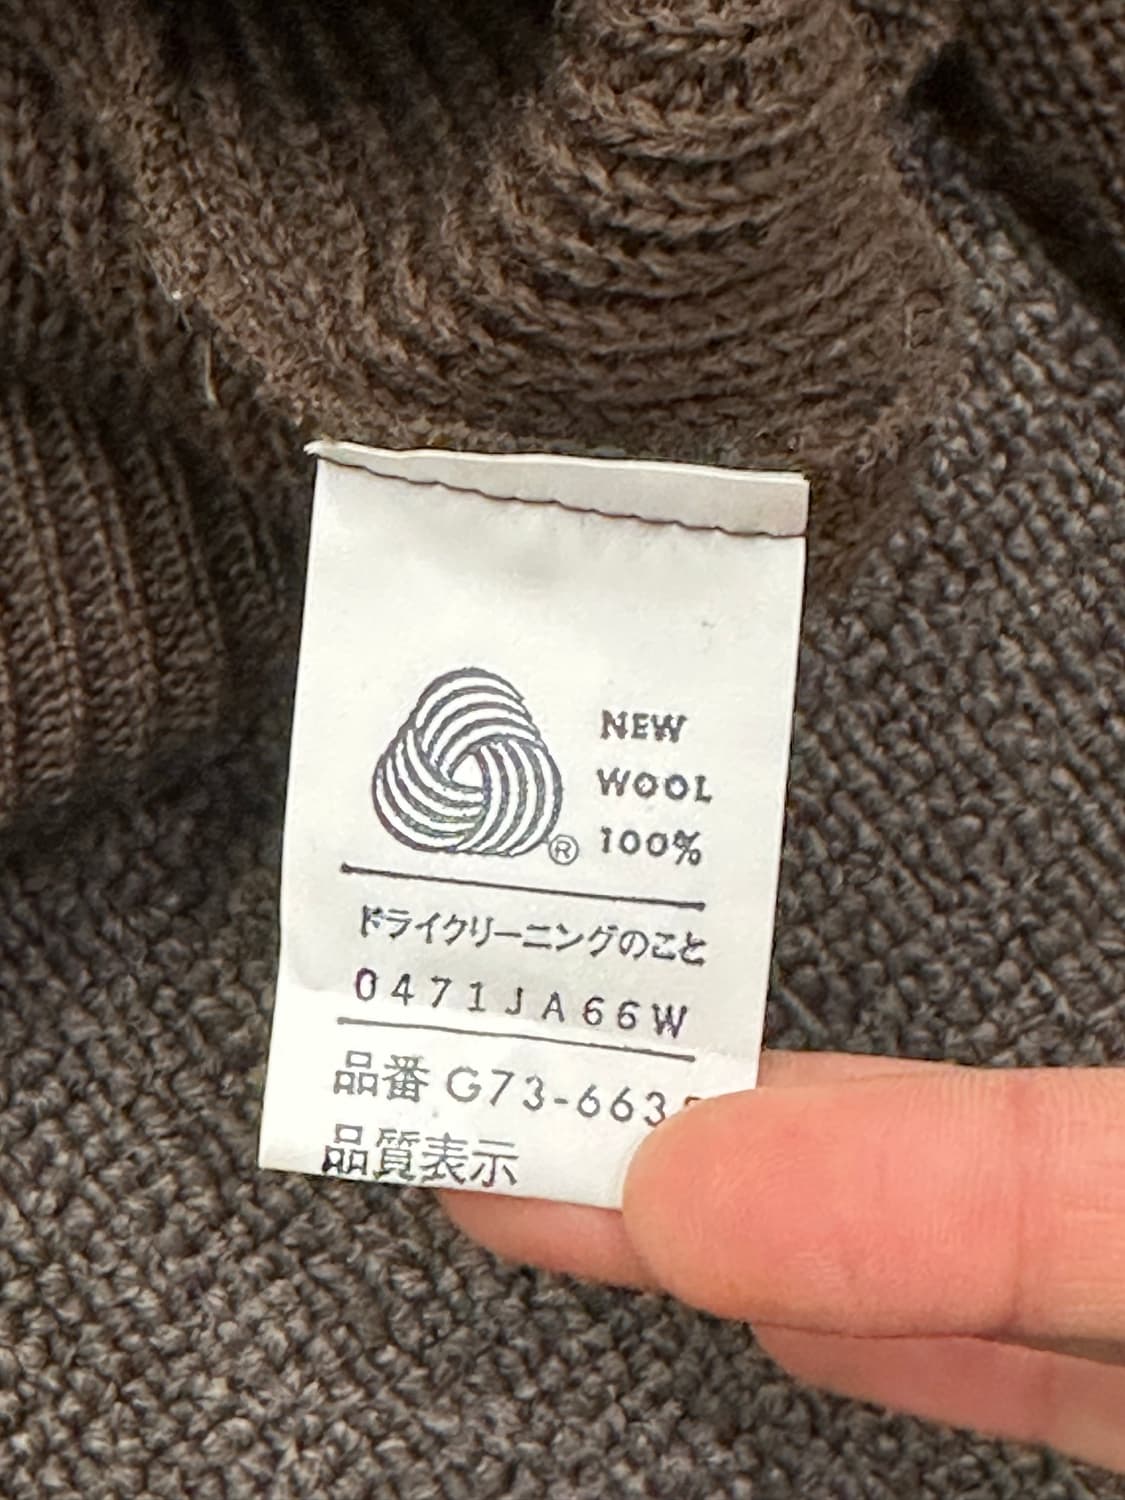 NEW
WOOL
100%
®
ドライクリーニングのこと
0471JA66W
品番 G73-663
品質表示